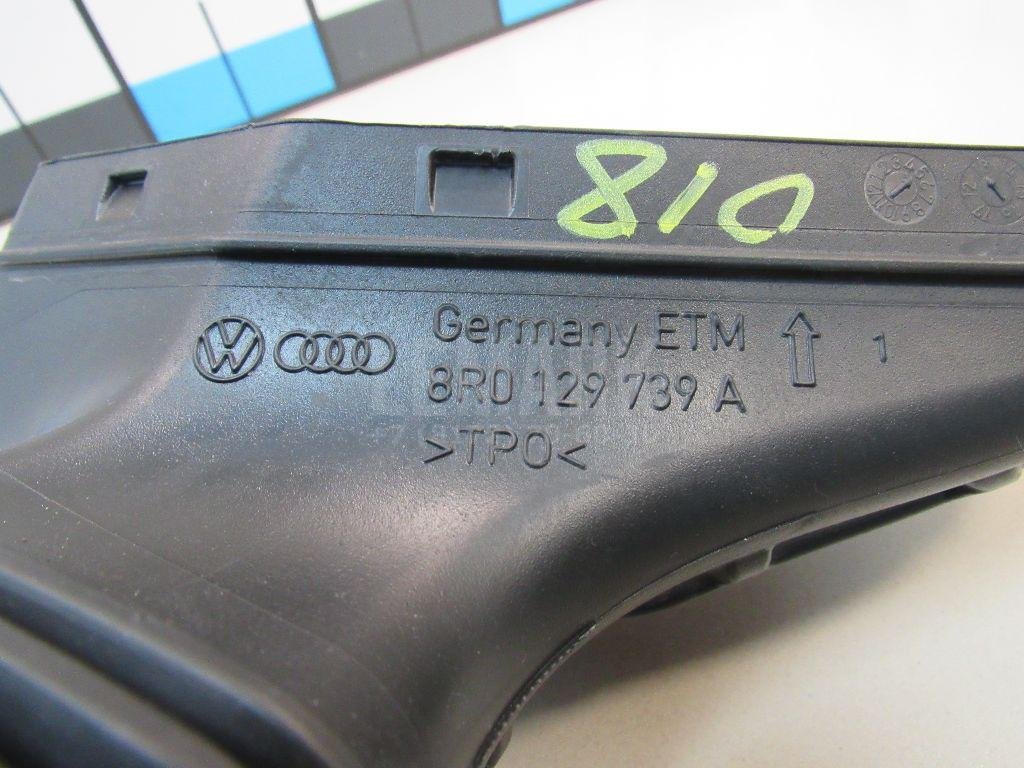 810
Germany ETM
1
8R0 129 739 A
>TPO<